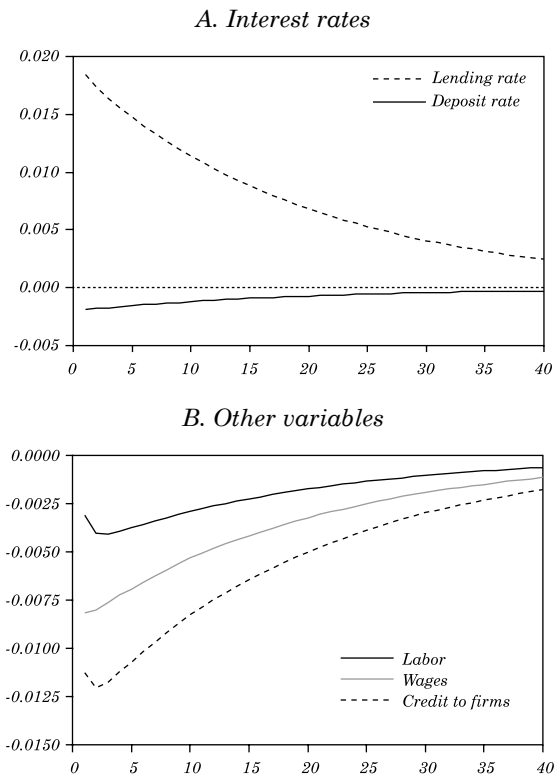 A. Interest rates
0.020
0.015
0.010
0.005
0.000
-0.005
Lending rate
Deposit rate
0 5 10 15 20 25 30 35 40
B. Other variables
0.0000
-0.0025
-0.0050
-0.0075
-0.0100
-0.0125
-0.0150
Labor
Wages
Credit to firms
0 5 10 15 20 25 30 35 40